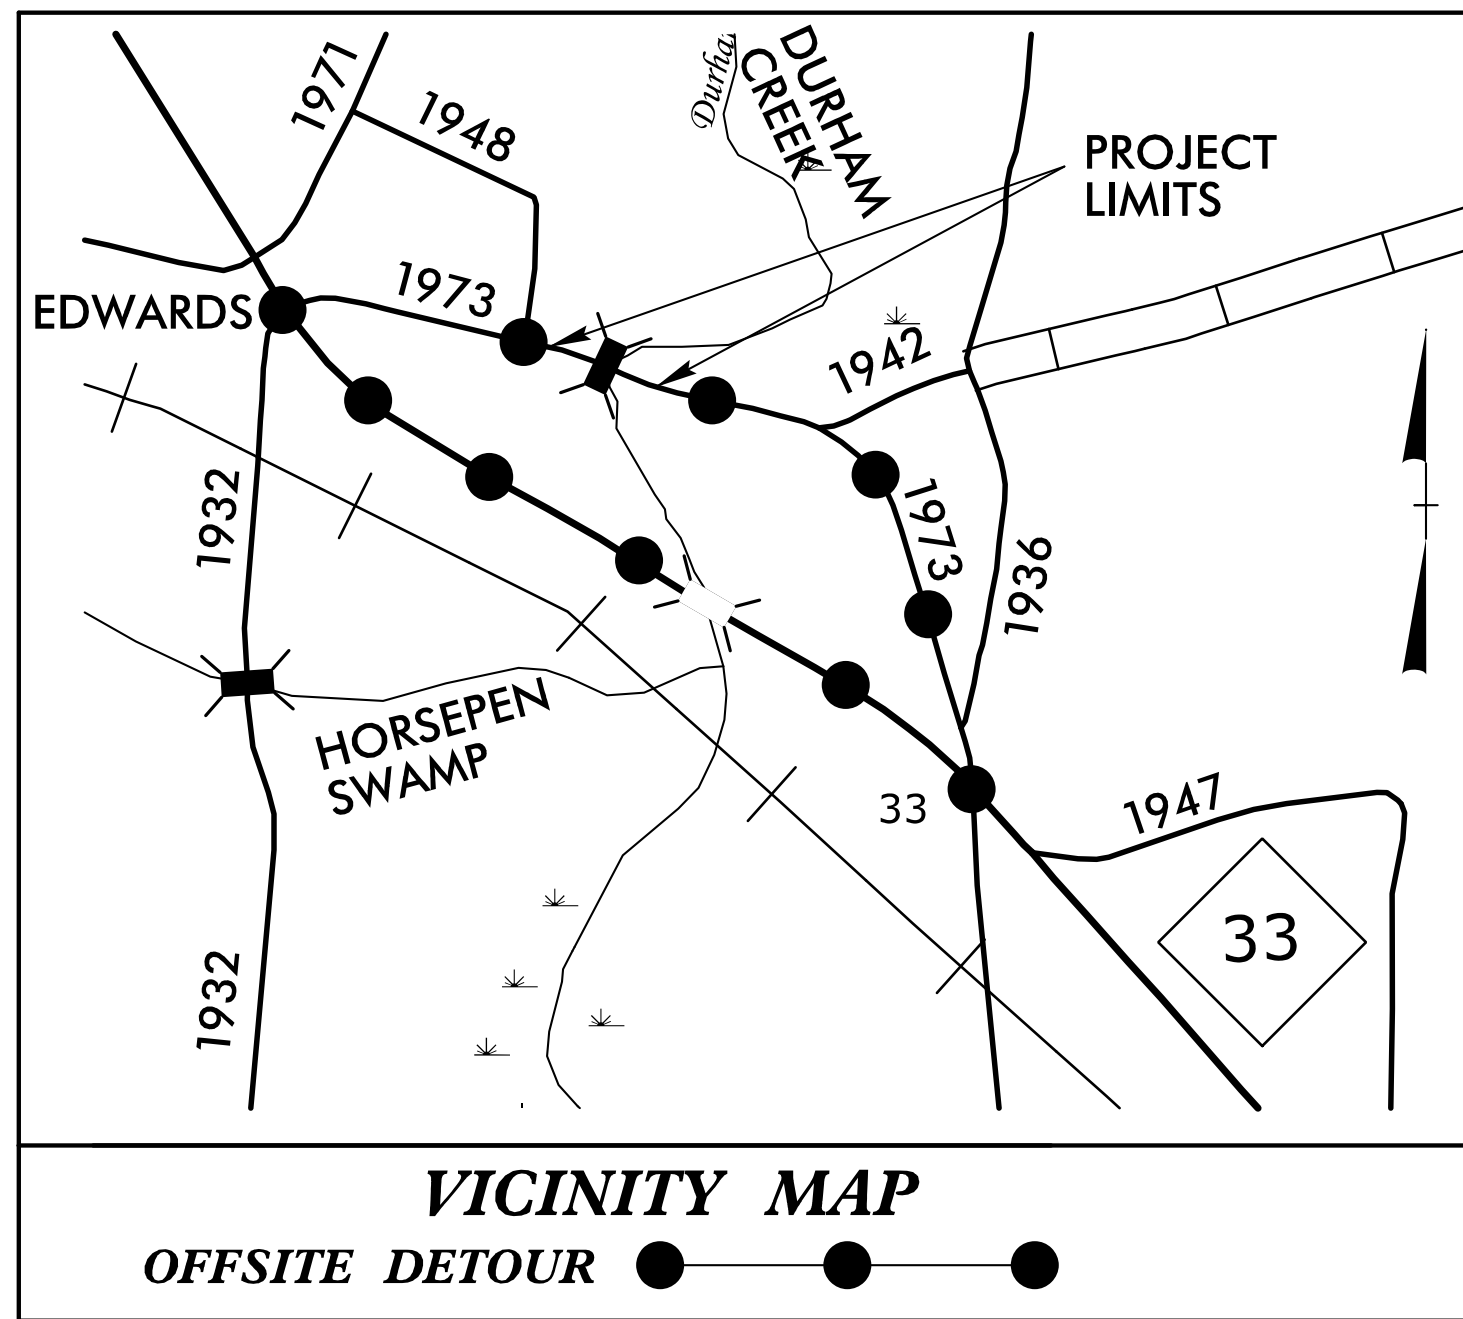 1971
1948
Durha
DURHAM
CREEK
PROJECT
LIMITS
1973
EDWARDS
1942
1932
1973
1936
HORSEPEN
SWAMP
33
1947
33
1932
VICINITY MAP
OFFSITE DETOUR